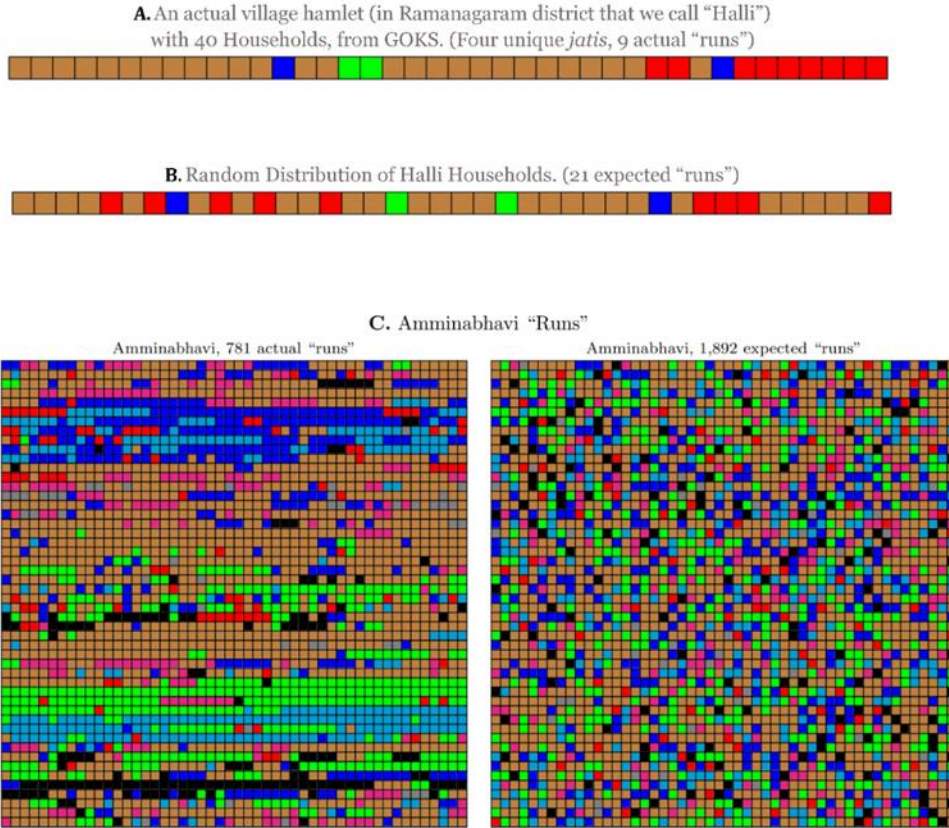 A. An actual village hamlet (in Ramanagaram district that we call “Halli”)
with 40 Households, from GOKS. (Four unique jatis, 9 actual “runs”)
B. Random Distribution of Halli Households. (21 expected “runs”)
C. Amminabhavi “Runs”
Amminabhavi, 781 actual “runs”
Amminabhavi, 1,892 expected “runs”